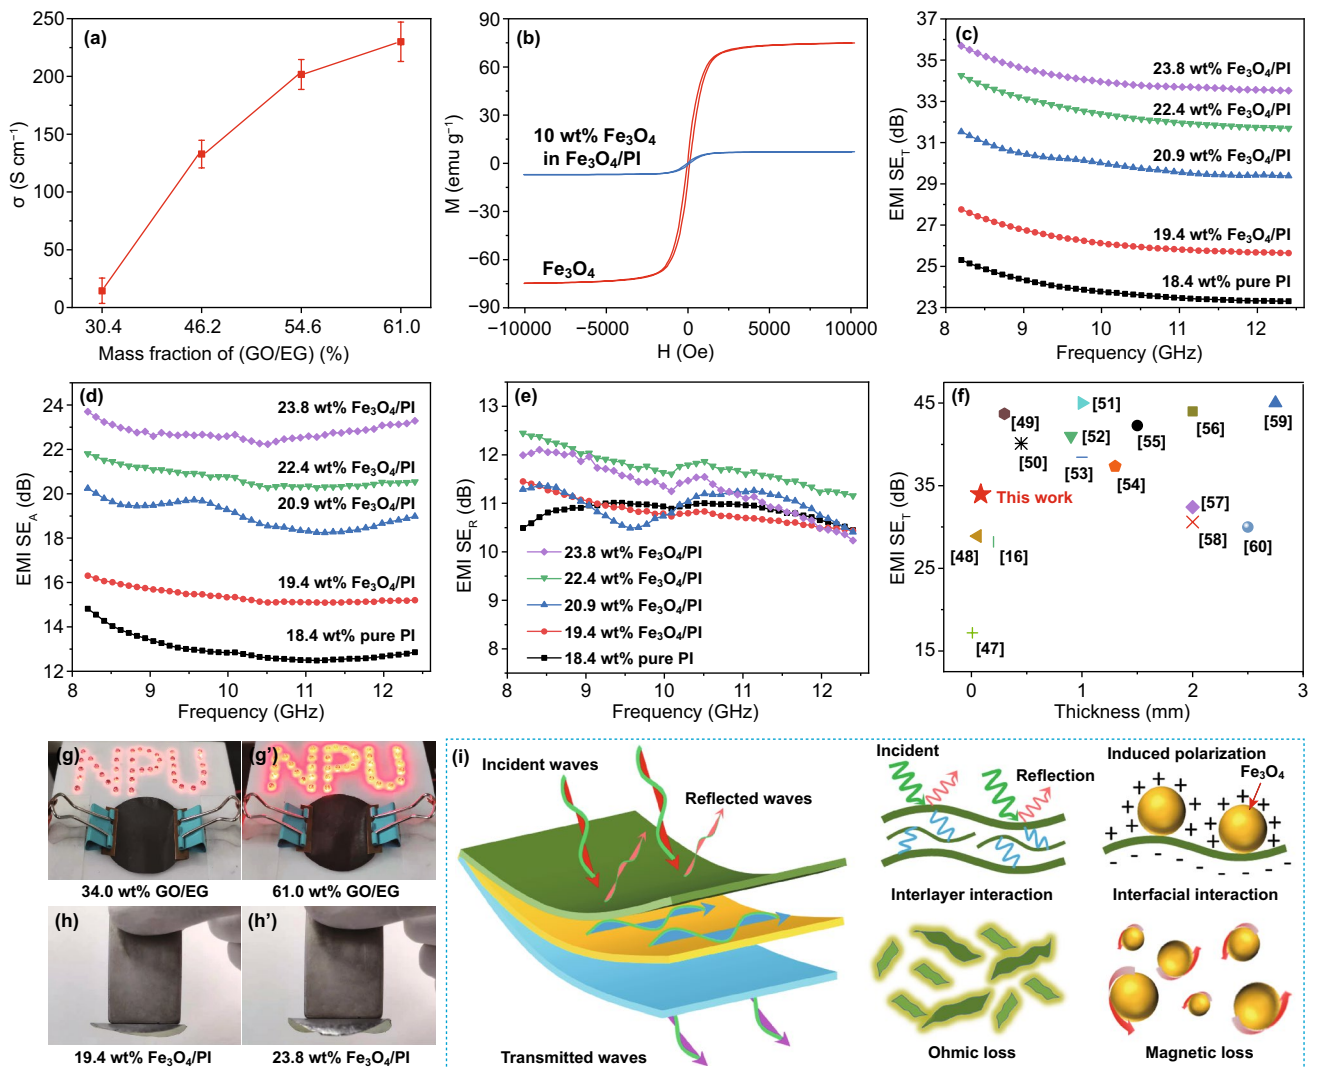 (a)
250
200
150
100
50
0
σ (S cm⁻¹)
30.4
46.2
54.6
61.0
Mass fraction of (GO/EG) (%)
(b)
90
60
30
0
−30
−60
−90
M (emu g⁻¹)
10 wt% Fe₃O₄
in Fe₃O₄/PI
Fe₃O₄
−10000
−5000
0
5000
10000
H (Oe)
(c)
37
35
33
31
29
27
25
23
EMI SE_T (dB)
23.8 wt% Fe₃O₄/PI
22.4 wt% Fe₃O₄/PI
20.9 wt% Fe₃O₄/PI
19.4 wt% Fe₃O₄/PI
18.4 wt% pure PI
8
9
10
11
12
Frequency (GHz)
(d)
24
22
20
18
16
14
12
EMI SE_A (dB)
23.8 wt% Fe₃O₄/PI
22.4 wt% Fe₃O₄/PI
20.9 wt% Fe₃O₄/PI
19.4 wt% Fe₃O₄/PI
18.4 wt% pure PI
8
9
10
11
12
Frequency (GHz)
(e)
13
12
11
10
9
8
EMI SE_R (dB)
23.8 wt% Fe₃O₄/PI
22.4 wt% Fe₃O₄/PI
20.9 wt% Fe₃O₄/PI
19.4 wt% Fe₃O₄/PI
18.4 wt% pure PI
8
9
10
11
12
Frequency (GHz)
(f)
45
35
25
15
EMI SE_T (dB)
[49]
[51]
[50]
[52]
[53]
[55]
[54]
[56]
[59]
This work
[57]
[58]
[60]
[48]
[16]
[47]
0
1
2
3
Thickness (mm)
(g)
NPU
34.0 wt% GO/EG
(g’)
NPU
61.0 wt% GO/EG
(h)
19.4 wt% Fe₃O₄/PI
(h’)
23.8 wt% Fe₃O₄/PI
(i)
Incident waves
Reflected waves
Transmitted waves
Incident
Reflection
Interlayer interaction
Induced polarization
Fe₃O₄
Interfacial interaction
Ohmic loss
Magnetic loss